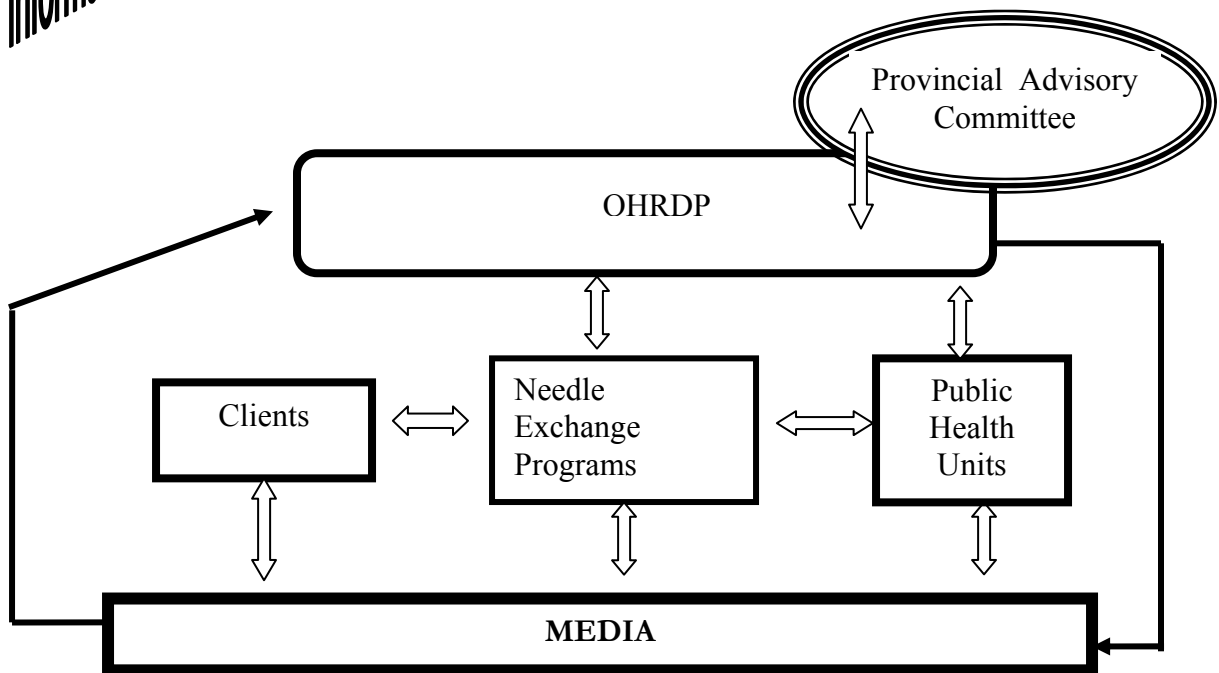 Provincial Advisory
Committee
OHRDP
Clients
Needle
Exchange
Programs
Public
Health
Units
MEDIA